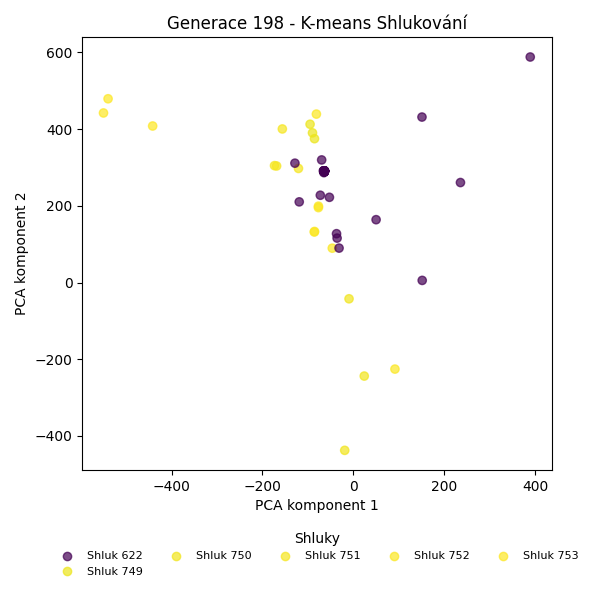 Generace 198 - K-means Shlukování
600
400
200
0
−200
−400
PCA komponent 2
−400 −200 0 200 400
PCA komponent 1
Shluky
Shluk 622 Shluk 750 Shluk 751 Shluk 752 Shluk 753
Shluk 749